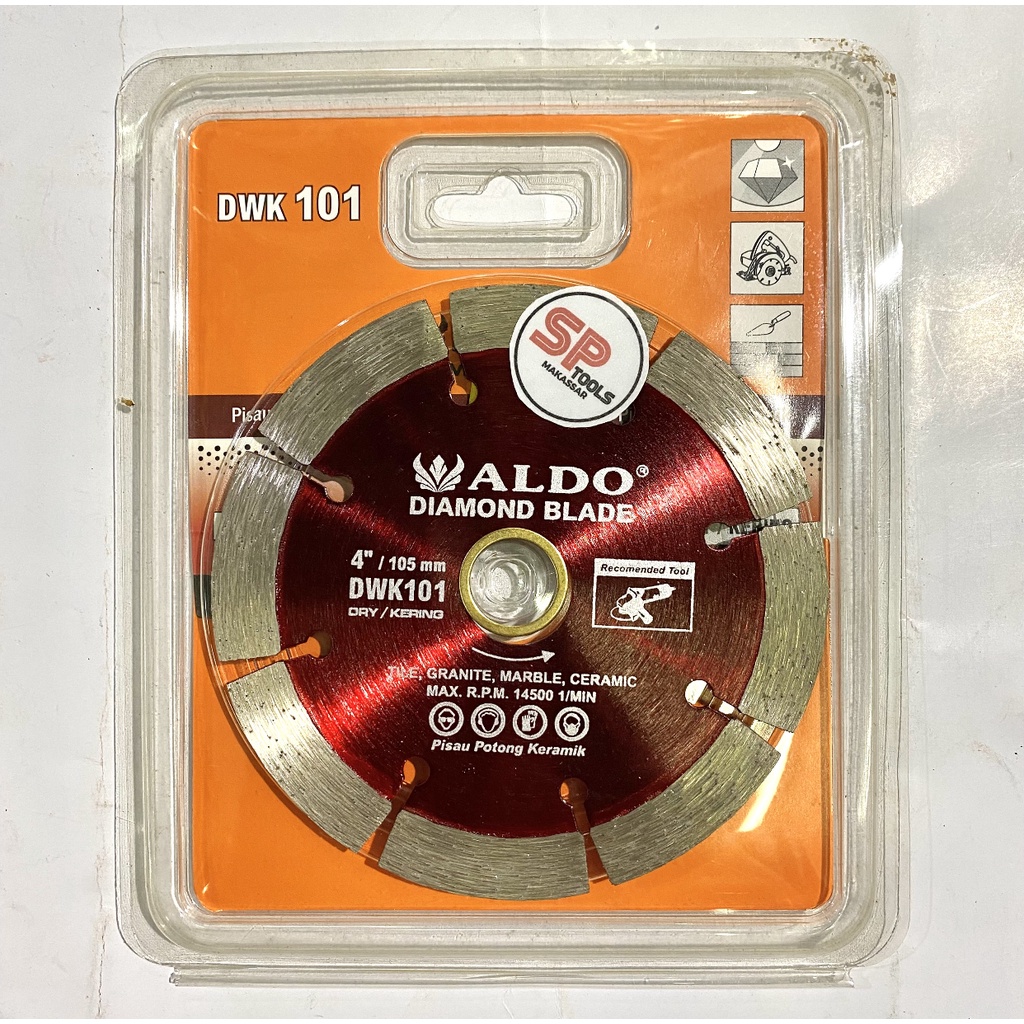 DWK 101
SP
TOOLS
MAKASSAR
Pisau
ALDO®
DIAMOND BLADE
4" / 105 mm
DWK101
DRY / KERING
Recomended Tool
TILE, GRANITE, MARBLE, CERAMIC
MAX. R.P.M. 14500 1/MIN
Pisau Potong Keramik